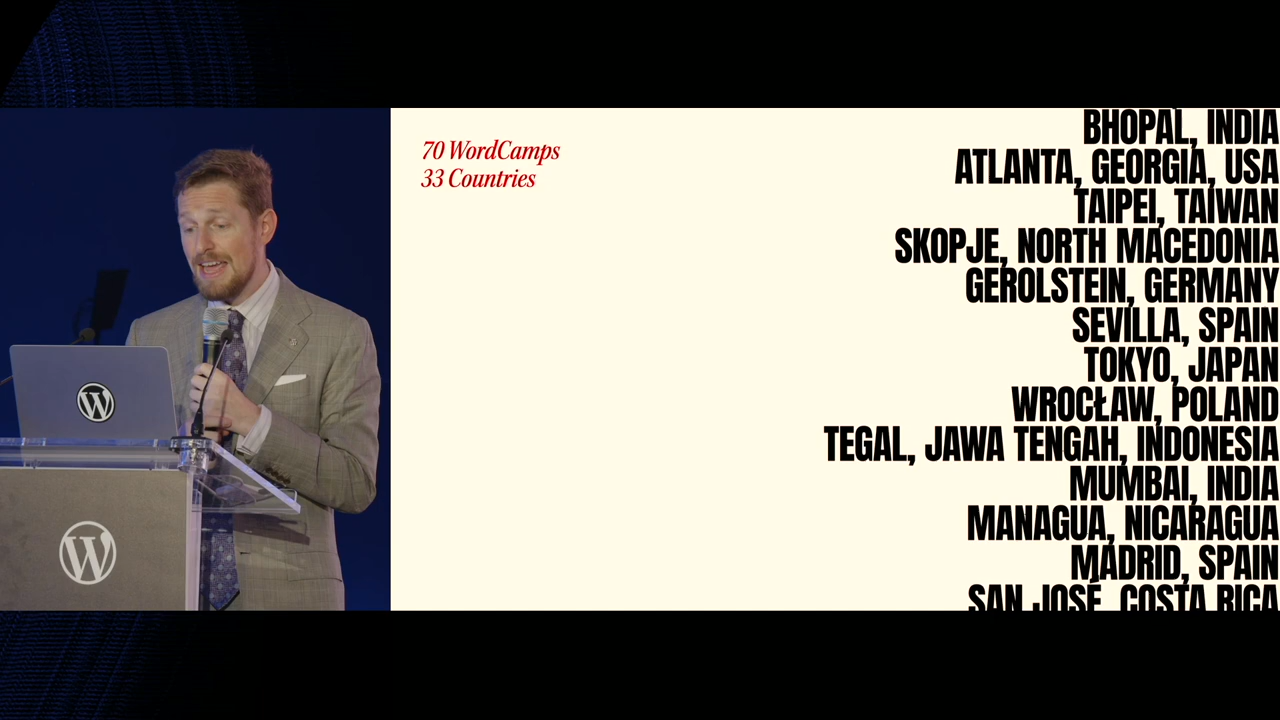 70 WordCamps
33 Countries
BHOPAL, INDIA
ATLANTA, GEORGIA, USA
TAIPEI, TAIWAN
SKOPJE, NORTH MACEDONIA
GEROLSTEIN, GERMANY
SEVILLA, SPAIN
TOKYO, JAPAN
WROCŁAW, POLAND
TEGAL, JAWA TENGAH, INDONESIA
MUMBAI, INDIA
MANAGUA, NICARAGUA
MADRID, SPAIN
SAN JOSÉ, COSTA RICA